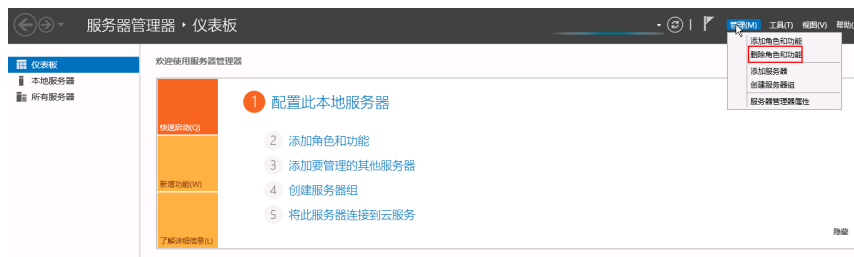 服务器管理器 · 仪表板
管理(M) 工具(T) 视图(V) 帮助(
添加角色和功能
删除角色和功能
添加服务器
创建服务器组
服务器管理器属性
仪表板
本地服务器
所有服务器
欢迎使用服务器管理器
快速启动(Q)
新增功能(W)
了解详细信息(L)
1 配置此本地服务器
2 添加角色和功能
3 添加要管理的其他服务器
4 创建服务器组
5 将此服务器连接到云服务
隐藏